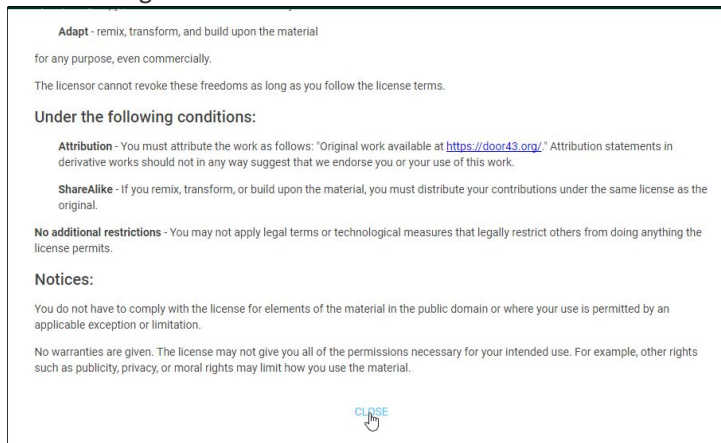 Adapt - remix, transform, and build upon the material
for any purpose, even commercially.
The licensor cannot revoke these freedoms as long as you follow the license terms.
Under the following conditions:
Attribution - You must attribute the work as follows: "Original work available at https://door43.org/." Attribution statements in
derivative works should not in any way suggest that we endorse you or your use of this work.
ShareAlike - If you remix, transform, or build upon the material, you must distribute your contributions under the same license as the
original.
No additional restrictions - You may not apply legal terms or technological measures that legally restrict others from doing anything the
license permits.
Notices:
You do not have to comply with the license for elements of the material in the public domain or where your use is permitted by an
applicable exception or limitation.
No warranties are given. The license may not give you all of the permissions necessary for your intended use. For example, other rights
such as publicity, privacy, or moral rights may limit how you use the material.
CLOSE